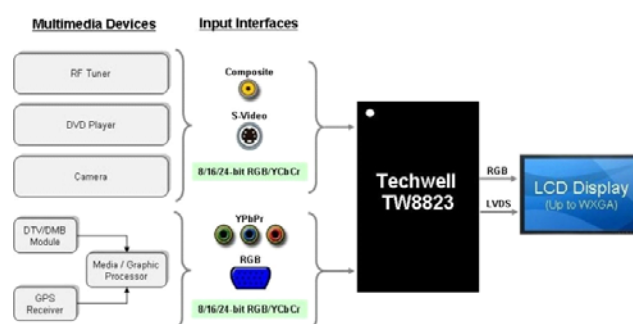 Multimedia Devices
Input Interfaces
RF Tuner
DVD Player
Camera
Composite
S-Video
8/16/24-bit RGB/YCbCr
DTV/DMB
Module
Media / Graphic
Processor
GPS
Receiver
YPbPr
RGB
8/16/24-bit RGB/YCbCr
Techwell
TW8823
RGB
LVDS
LCD Display
(Up to WXGA)